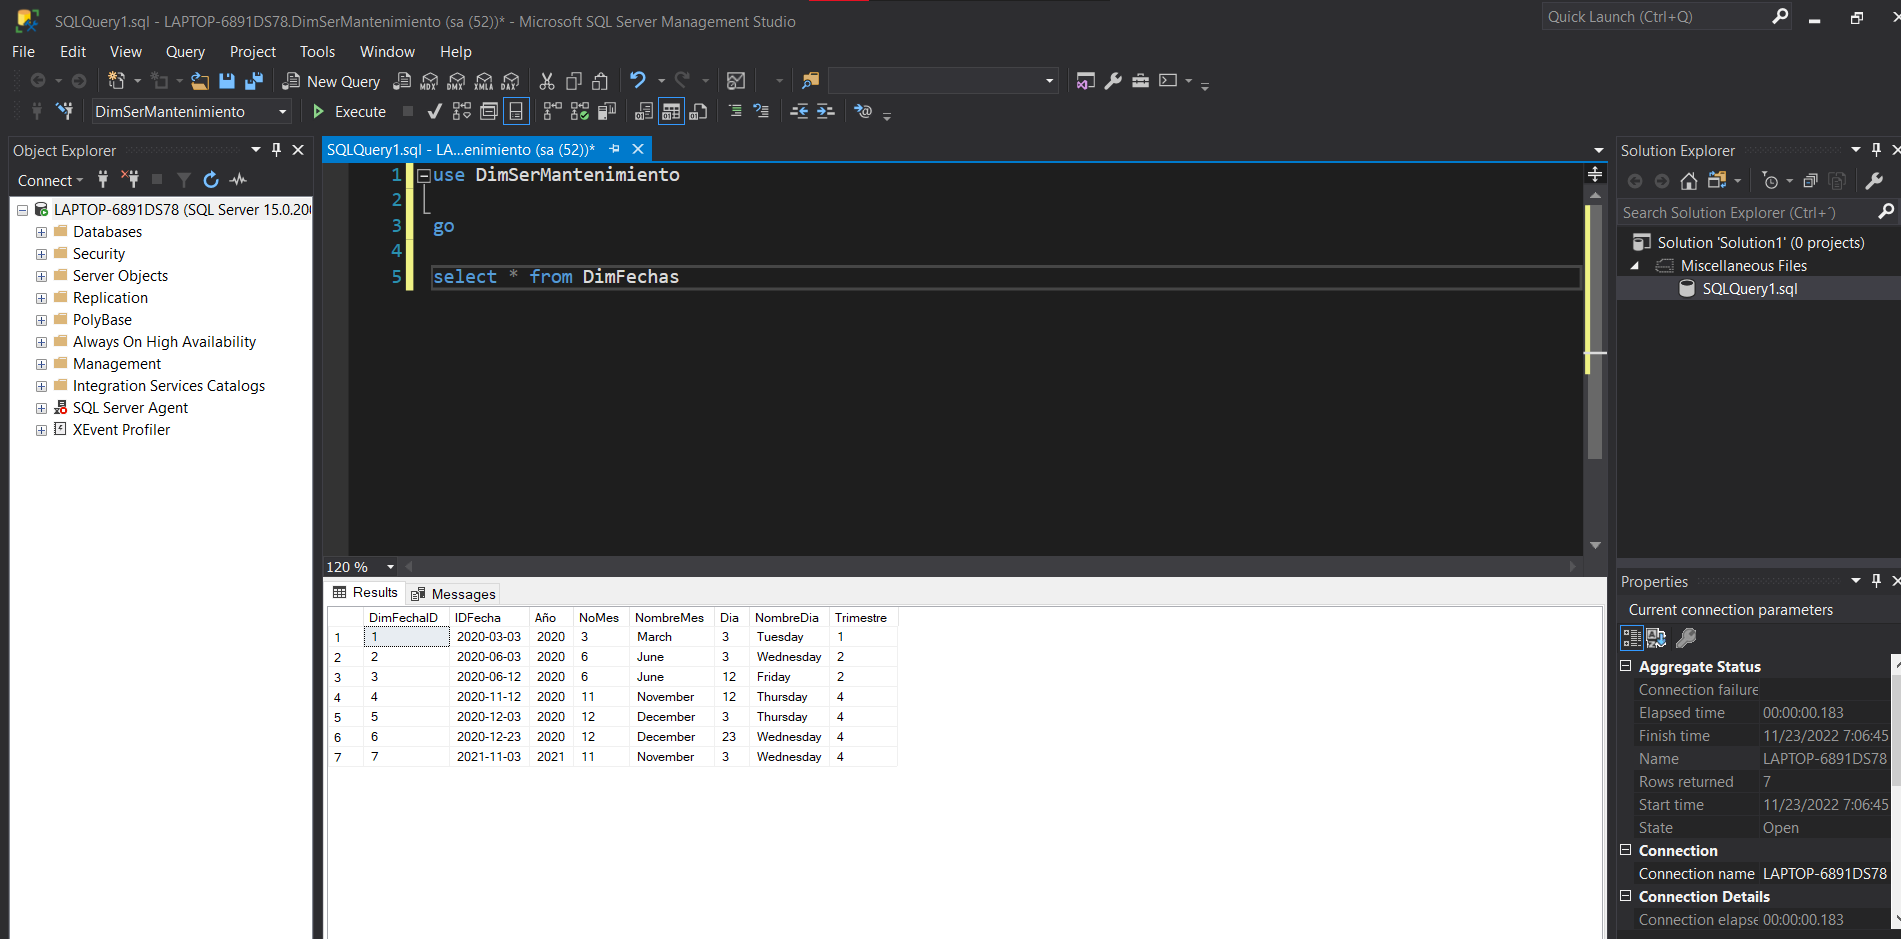 SQLQuery1.sql - LAPTOP-6891DS78.DimSerMantenimiento (sa (52))* - Microsoft SQL Server Management Studio
Quick Launch (Ctrl+Q)
File Edit View Query Project Tools Window Help
New Query MDX DMX XMLA DAX
DimSerMantenimiento Execute
Object Explorer
Connect
LAPTOP-6891DS78 (SQL Server 15.0.200
Databases
Security
Server Objects
Replication
PolyBase
Always On High Availability
Management
Integration Services Catalogs
SQL Server Agent
XEvent Profiler
SQLQuery1.sql - LA...enimiento (sa (52))*
1 use DimSerMantenimiento
2
3 go
4
5 select * from DimFechas
120 %
Results Messages
DimFechaID IDFecha Año NoMes NombreMes Dia NombreDia Trimestre
1 1 2020-03-03 2020 3 March 3 Tuesday 1
2 2 2020-06-03 2020 6 June 3 Wednesday 2
3 3 2020-06-12 2020 6 June 12 Friday 2
4 4 2020-11-12 2020 11 November 12 Thursday 4
5 5 2020-12-03 2020 12 December 3 Thursday 4
6 6 2020-12-23 2020 12 December 23 Wednesday 4
7 7 2021-11-03 2021 11 November 3 Wednesday 4
Solution Explorer
Search Solution Explorer (Ctrl+´)
Solution 'Solution1' (0 projects)
Miscellaneous Files
SQLQuery1.sql
Properties
Current connection parameters
Aggregate Status
Connection failure
Elapsed time 00:00:00.183
Finish time 11/23/2022 7:06:45
Name LAPTOP-6891DS78
Rows returned 7
Start time 11/23/2022 7:06:45
State Open
Connection
Connection name LAPTOP-6891DS78
Connection Details
Connection elapse 00:00:00.183